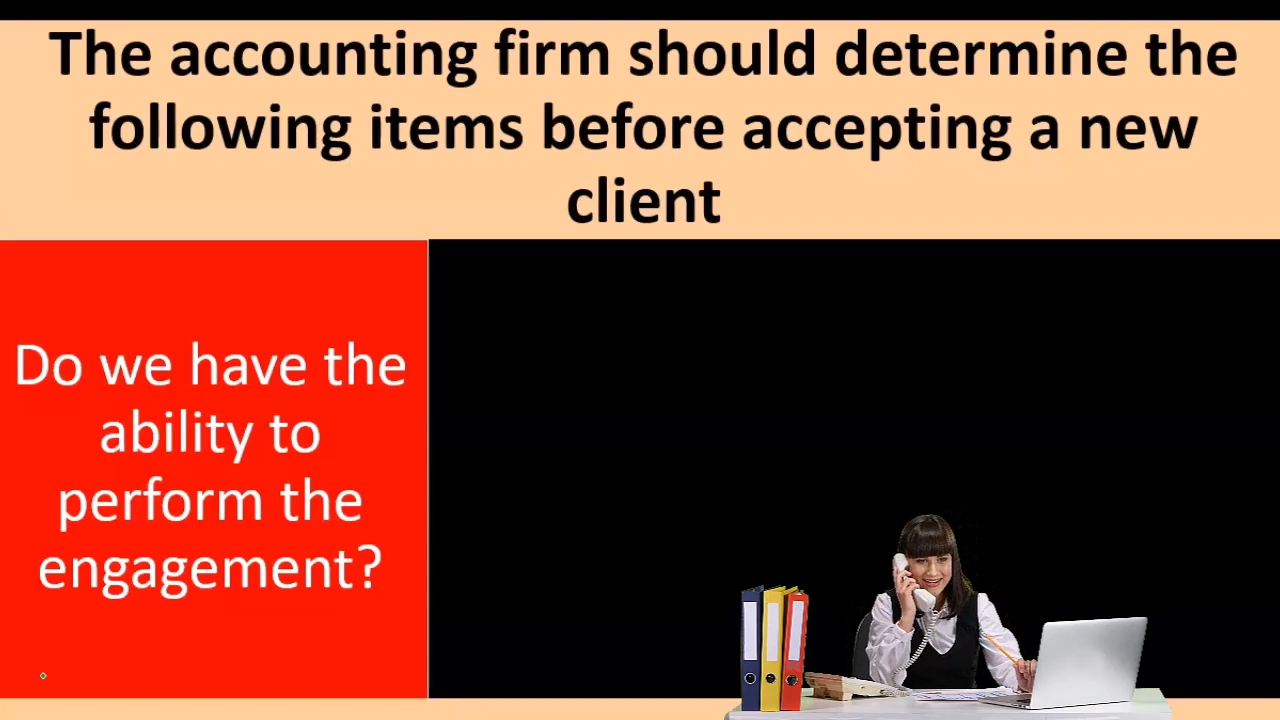 The accounting firm should determine the
following items before accepting a new
client
Do we have the
ability to
perform the
engagement?